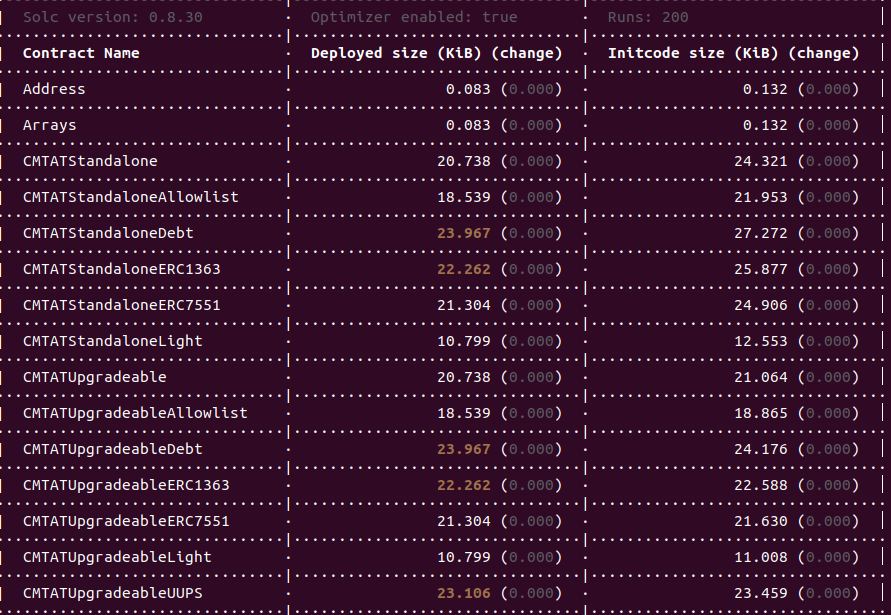 Solc version: 0.8.30 · Optimizer enabled: true · Runs: 200
Contract Name · Deployed size (KiB) (change) · Initcode size (KiB) (change)
Address · 0.083 (0.000) · 0.132 (0.000)
Arrays · 0.083 (0.000) · 0.132 (0.000)
CMTATStandalone · 20.738 (0.000) · 24.321 (0.000)
CMTATStandaloneAllowlist · 18.539 (0.000) · 21.953 (0.000)
CMTATStandaloneDebt · 23.967 (0.000) · 27.272 (0.000)
CMTATStandaloneERC1363 · 22.262 (0.000) · 25.877 (0.000)
CMTATStandaloneERC7551 · 21.304 (0.000) · 24.906 (0.000)
CMTATStandaloneLight · 10.799 (0.000) · 12.553 (0.000)
CMTATUpgradeable · 20.738 (0.000) · 21.064 (0.000)
CMTATUpgradeableAllowlist · 18.539 (0.000) · 18.865 (0.000)
CMTATUpgradeableDebt · 23.967 (0.000) · 24.176 (0.000)
CMTATUpgradeableERC1363 · 22.262 (0.000) · 22.588 (0.000)
CMTATUpgradeableERC7551 · 21.304 (0.000) · 21.630 (0.000)
CMTATUpgradeableLight · 10.799 (0.000) · 11.008 (0.000)
CMTATUpgradeableUUPS · 23.106 (0.000) · 23.459 (0.000)